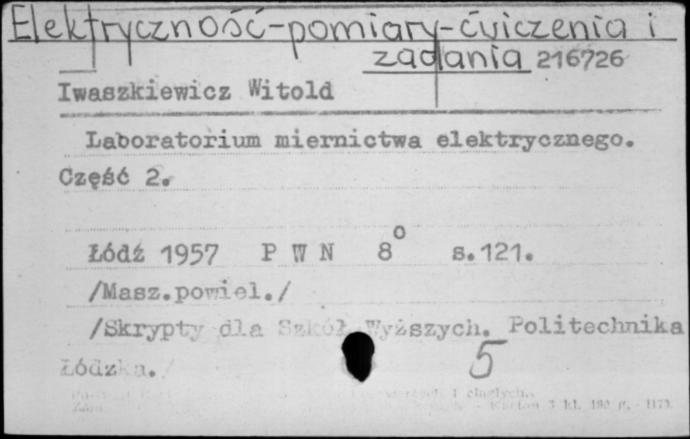 Elektryczność-pomiary-ćwiczenia i
zadania 216726
Iwaszkiewicz Witold
Laboratorium miernictwa elektrycznego.
Część 2.
Łódź 1957 P W N 8° s.121.
/Masz.powiel./
/Skrypty dla Szkół Wyższych. Politechnika
Łódzka./ 5